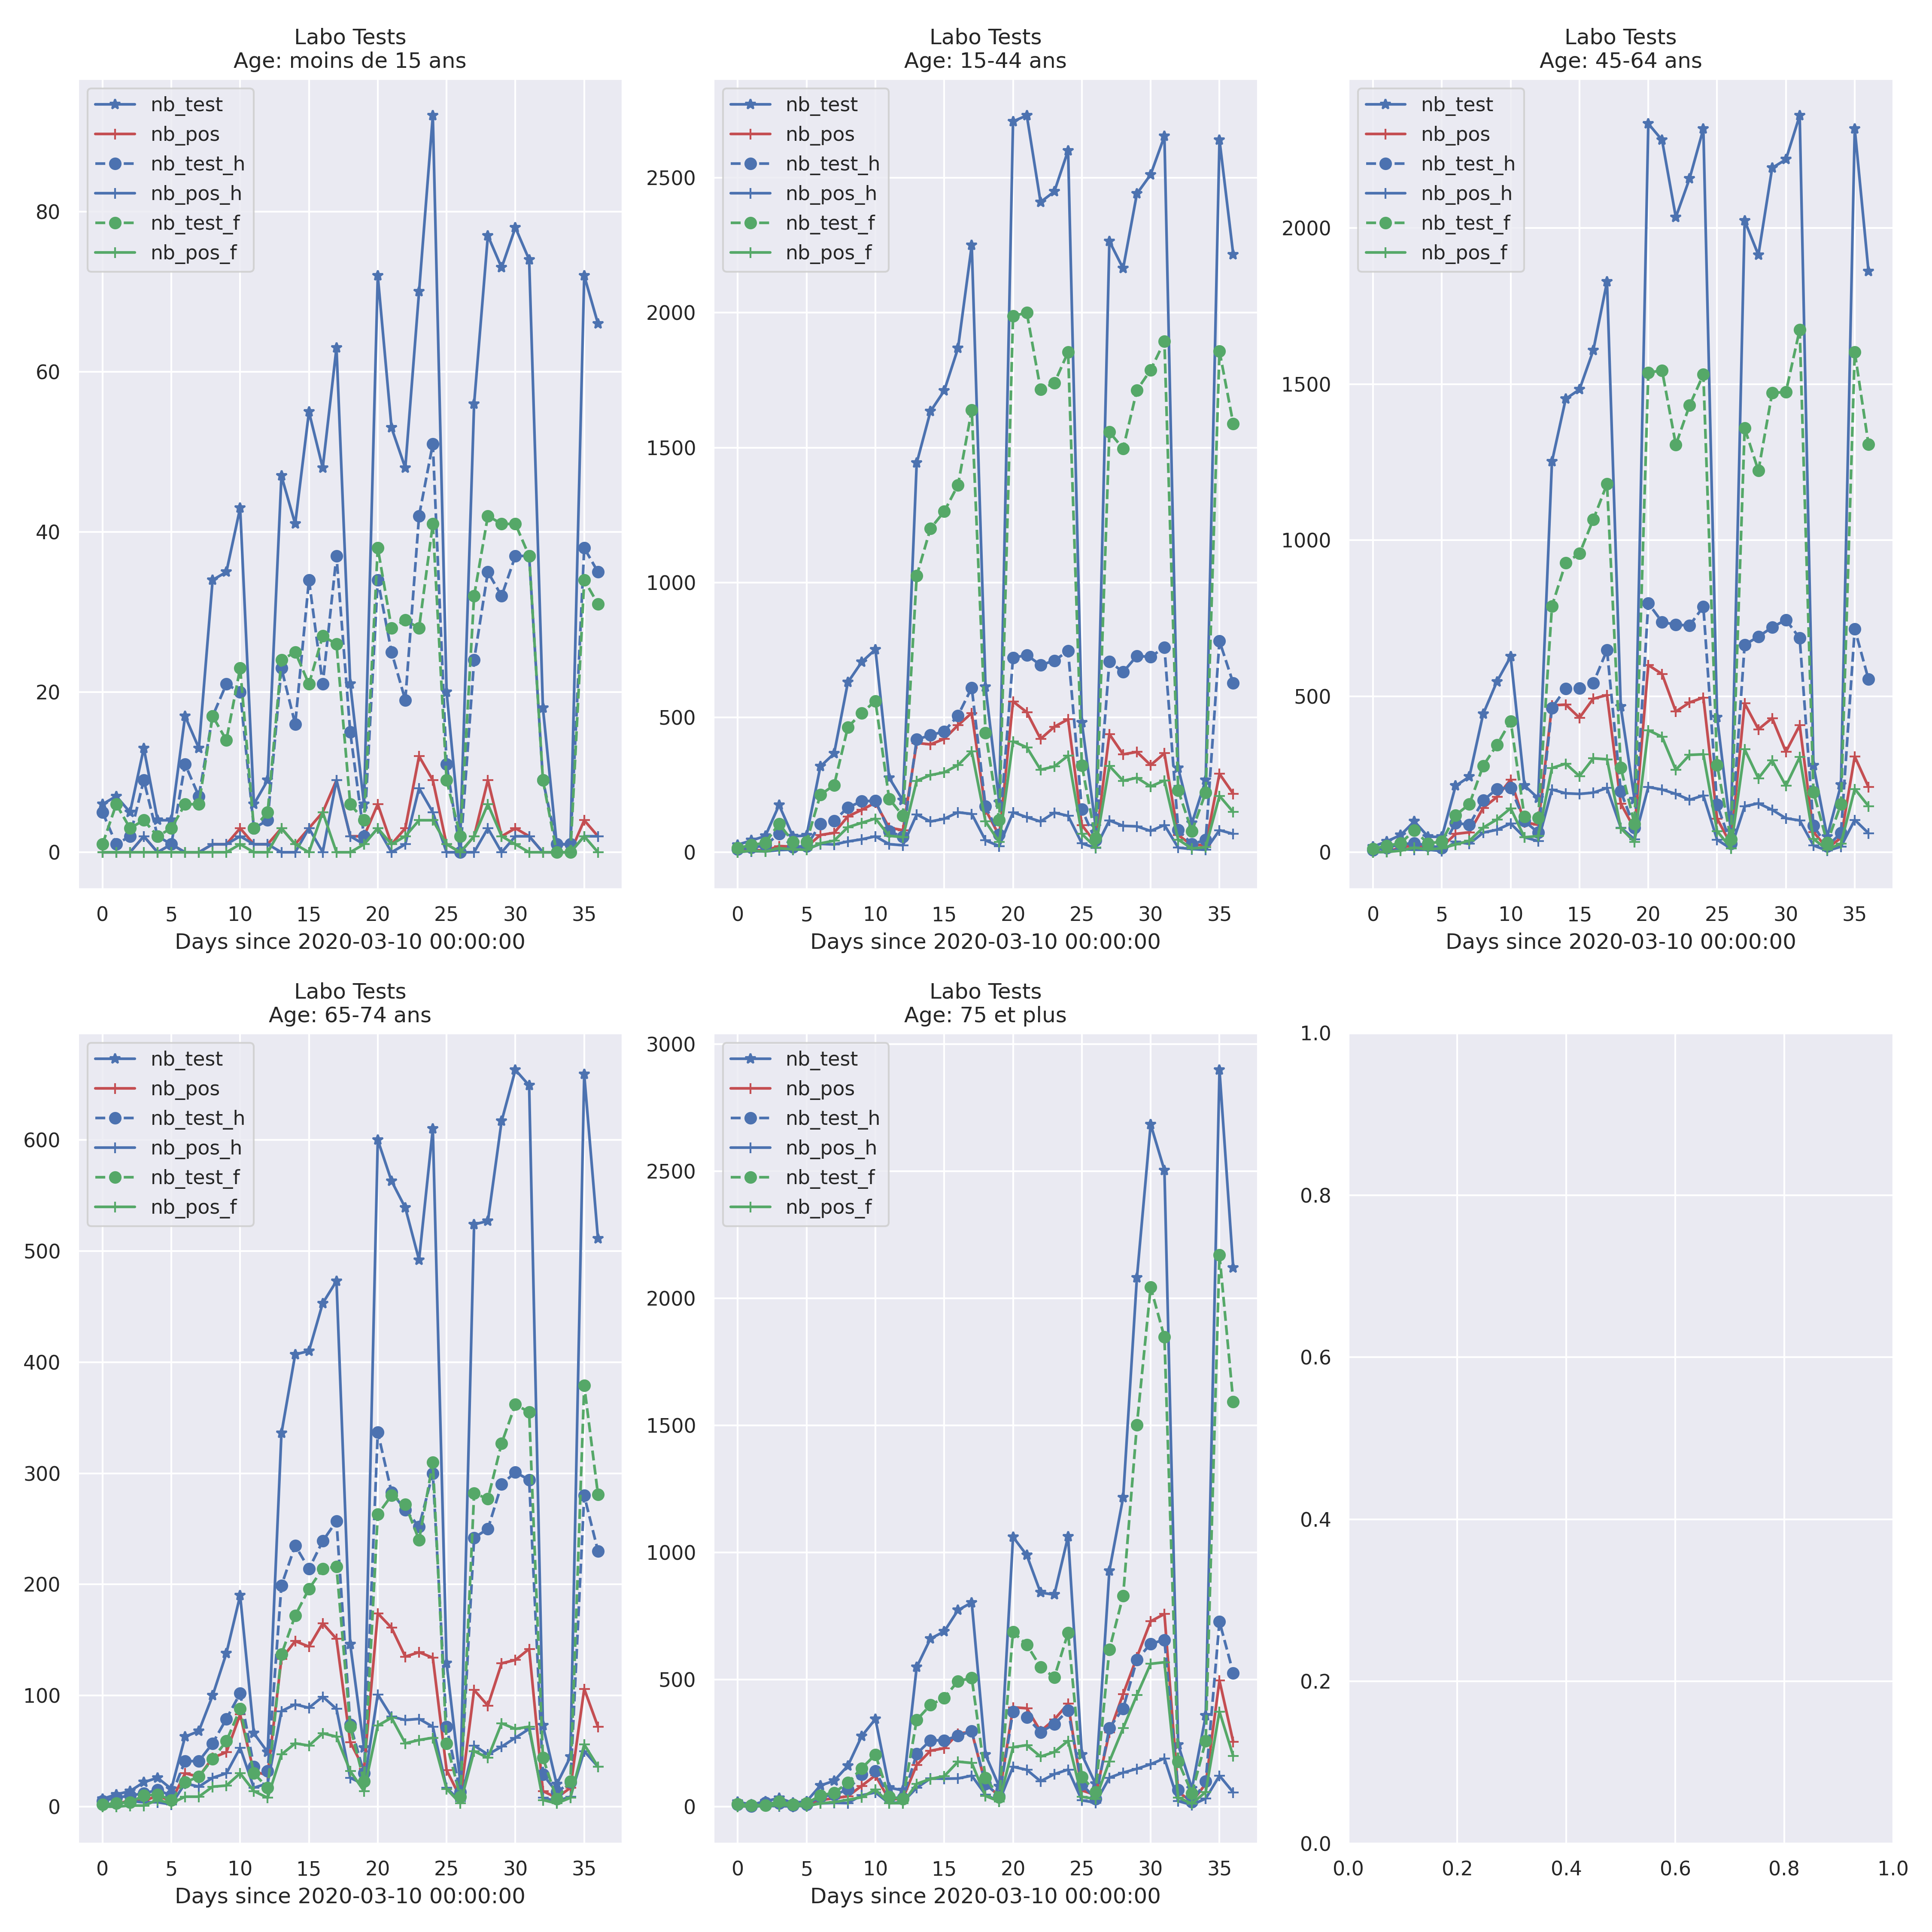 Labo Tests
Age: moins de 15 ans
nb_test
nb_pos
nb_test_h
nb_pos_h
nb_test_f
nb_pos_f
80
60
40
20
0
0 5 10 15 20 25 30 35
Days since 2020-03-10 00:00:00
Labo Tests
Age: 15-44 ans
nb_test
nb_pos
nb_test_h
nb_pos_h
nb_test_f
nb_pos_f
2500
2000
1500
1000
500
0
0 5 10 15 20 25 30 35
Days since 2020-03-10 00:00:00
Labo Tests
Age: 45-64 ans
nb_test
nb_pos
nb_test_h
nb_pos_h
nb_test_f
nb_pos_f
2000
1500
1000
500
0
0 5 10 15 20 25 30 35
Days since 2020-03-10 00:00:00
Labo Tests
Age: 65-74 ans
nb_test
nb_pos
nb_test_h
nb_pos_h
nb_test_f
nb_pos_f
600
500
400
300
200
100
0
0 5 10 15 20 25 30 35
Days since 2020-03-10 00:00:00
Labo Tests
Age: 75 et plus
nb_test
nb_pos
nb_test_h
nb_pos_h
nb_test_f
nb_pos_f
3000
2500
2000
1500
1000
500
0
0 5 10 15 20 25 30 35
Days since 2020-03-10 00:00:00
1.0
0.8
0.6
0.4
0.2
0.0
0.0 0.2 0.4 0.6 0.8 1.0